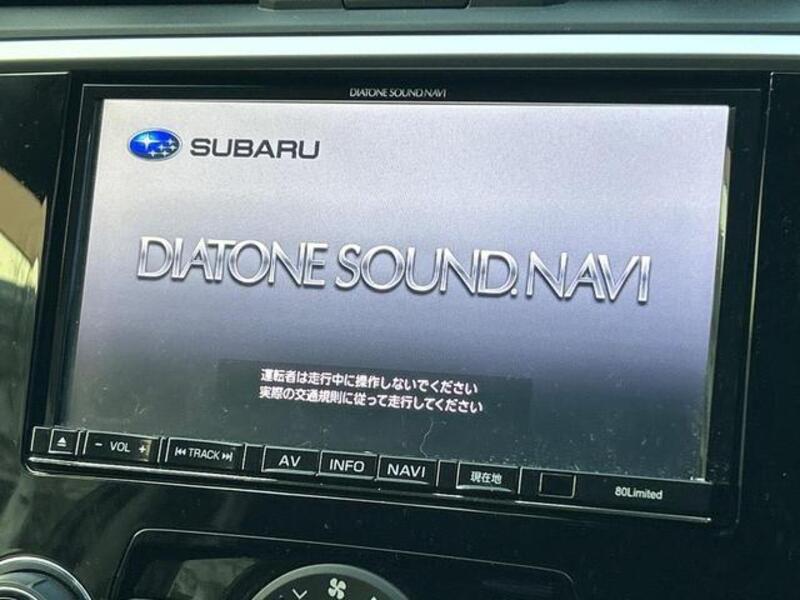 DIATONE SOUND.NAVI
SUBARU
DIATONE SOUND.NAVI
運転者は走行中に操作しないでください
実際の交通規則に従って走行してください
- VOL + TRACK AV INFO NAVI 現在地 80Limited